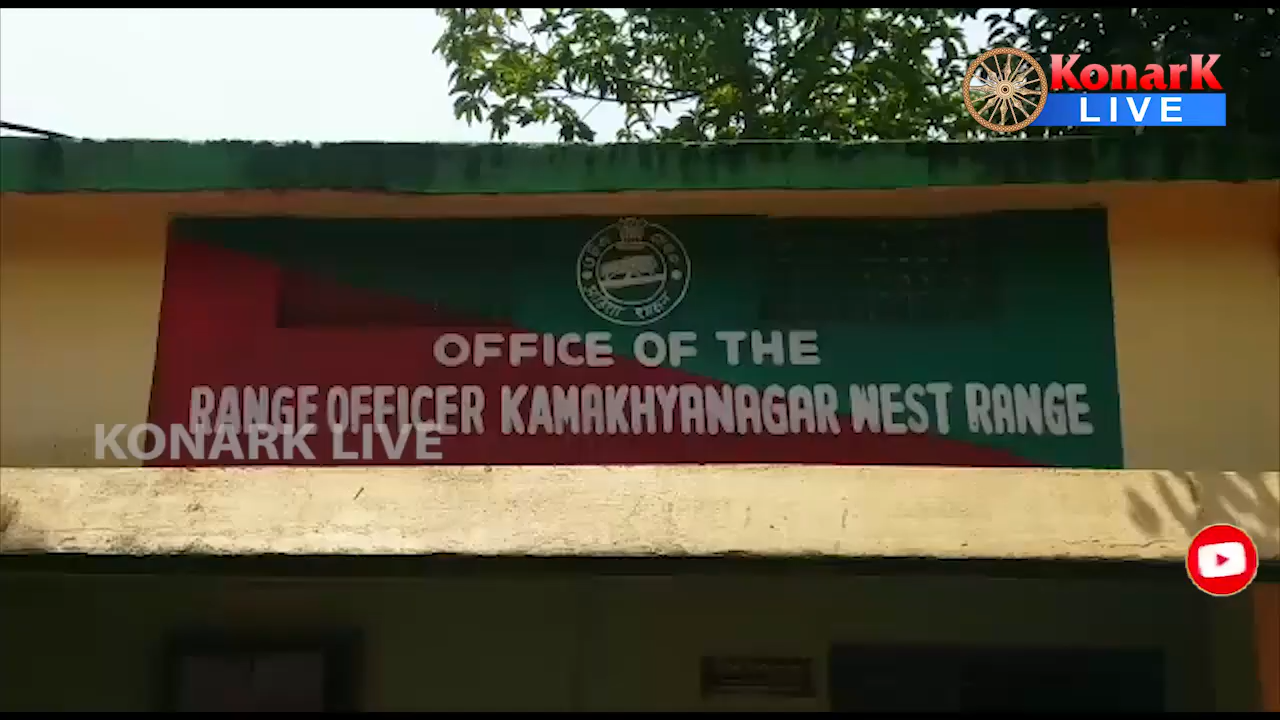 KonarK
LIVE
OFFICE OF THE
RANGE OFFICER KAMAKHYANAGAR WEST RANGE
KONARK LIVE